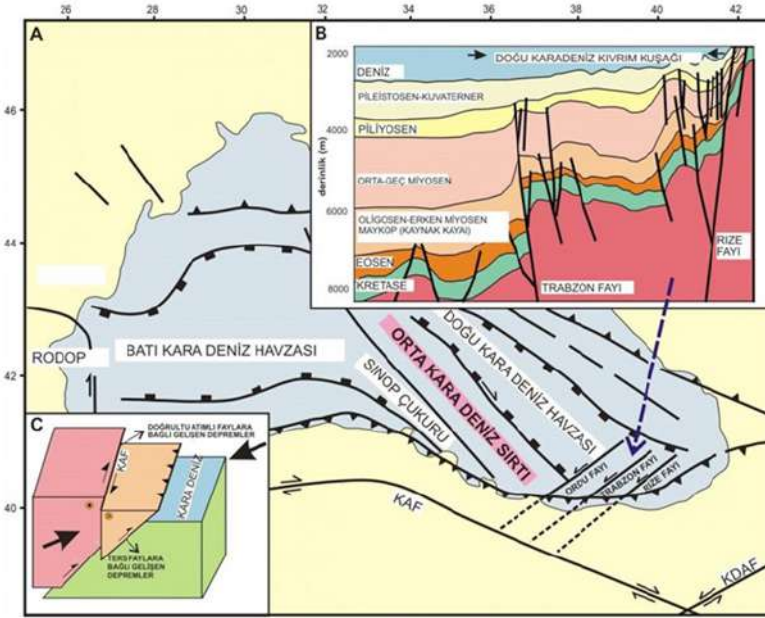 26
28
30
32
34
36
38
40
42
A
46
44
42
40
B
2000
4000
6000
8000
derinlik (m)
DOĞU KARADENİZ KIVRIM KUŞAĞI
DENİZ
PİLEİSTOSEN-KUVATERNER
PİLİYOSEN
ORTA-GEÇ MİYOSEN
OLİGOSEN-ERKEN MİYOSEN
MAYKOP (KAYNAK KAYAI)
EOSEN
KRETASE
TRABZON FAYI
RİZE
FAYI
RODOP
BATI KARA DENİZ HAVZASI
SINOP ÇUKURU
ORTA KARA DENİZ SIRTI
DOĞU KARA DENİZ HAVZASI
ORDU FAYI
TRABZON FAYI
RİZE FAYI
KAF
KDAF
C
DOĞRULTU ATIMLI FAYLARA
BAĞLI GELİŞEN DEPREMLER
KAF
KARA DENİZ
TERS FAYLARA
BAĞLI GELİŞEN
DEPREMLER